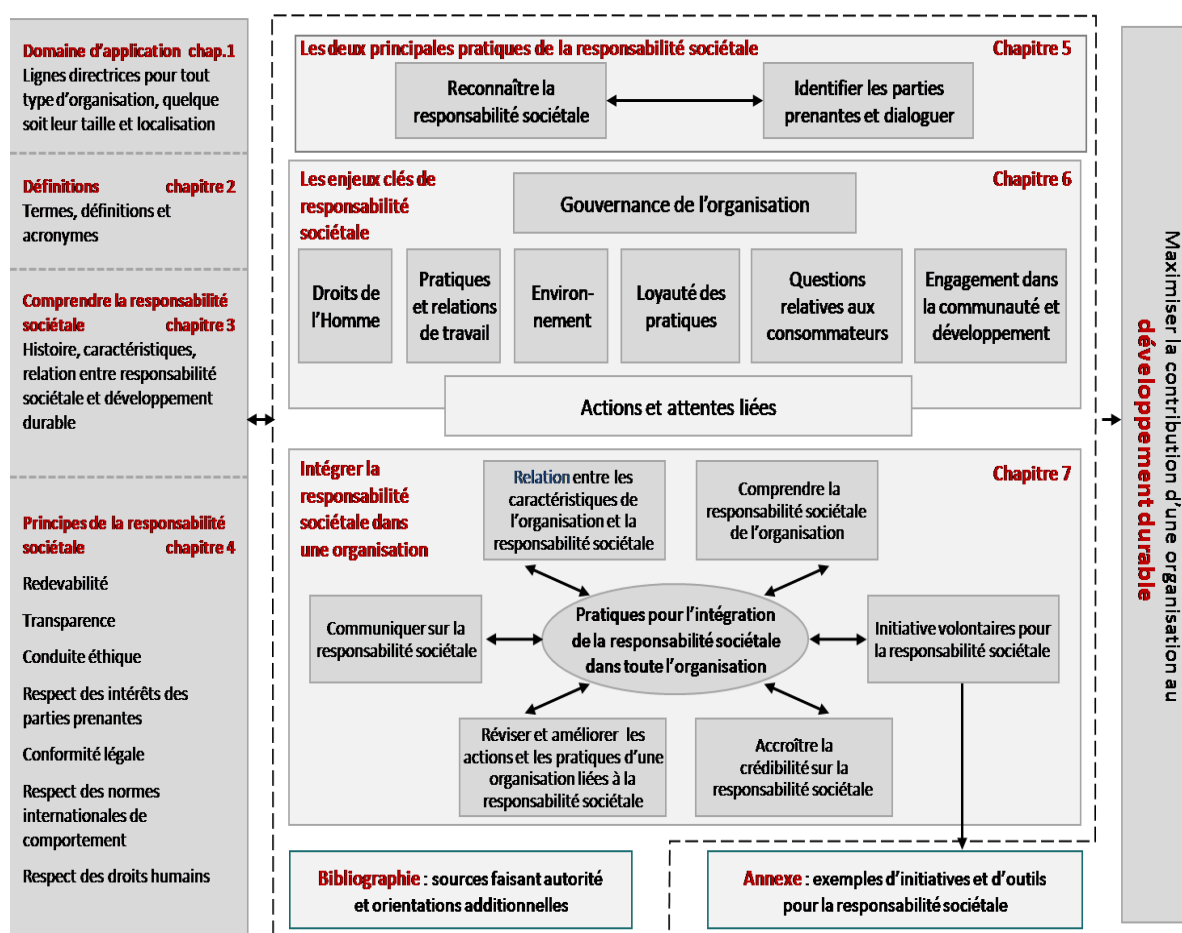 Domaine d'application chap.1
Lignes directrices pour tout
type d'organisation, quelque
soit leur taille et localisation
Définitions chapitre 2
Termes, définitions et
acronymes
Comprendre la responsabilité
sociétale chapitre 3
Histoire, caractéristiques,
relation entre responsabilité
sociétale et développement
durable
Principes de la responsabilité
sociétale chapitre 4
Redevabilité
Transparence
Conduite éthique
Respect des intérêts des
parties prenantes
Conformité légale
Respect des normes
internationales de
comportement
Respect des droits humains
Les deux principales pratiques de la responsabilité sociétale Chapitre 5
Reconnaître la
responsabilité sociétale
Identifier les parties
prenantes et dialoguer
Les enjeux clés de
responsabilité
sociétale
Chapitre 6
Gouvernance de l'organisation
Droits de
l'Homme
Pratiques
et relations
de travail
Environ-
nement
Loyauté des
pratiques
Questions
relatives aux
consommateurs
Engagement dans
la communauté et
développement
Actions et attentes liées
Intégrer la
responsabilité
sociétale dans
une organisation
Chapitre 7
Relation entre les
caractéristiques de
l'organisation et la
responsabilité sociétale
Comprendre la
responsabilité sociétale
de l'organisation
Communiquer sur la
responsabilité sociétale
Pratiques pour l'intégration
de la responsabilité sociétale
dans toute l'organisation
Initiative volontaires pour
la responsabilité sociétale
Réviser et améliorer les
actions et les pratiques d'une
organisation liées à la
responsabilité sociétale
Accroître la
crédibilité sur la
responsabilité sociétale
Bibliographie : sources faisant autorité
et orientations additionnelles
Annexe : exemples d'initiatives et d'outils
pour la responsabilité sociétale
Maximiser la contribution d'une organisation au
développement durable